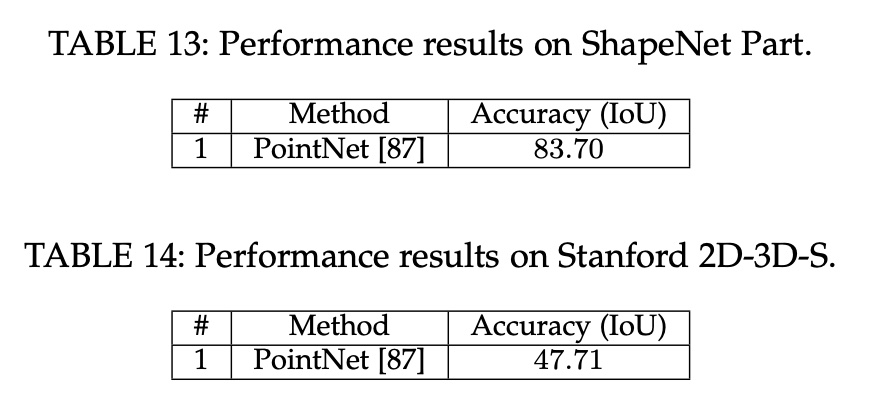 TABLE 13: Performance results on ShapeNet Part.
# Method Accuracy (IoU)
1 PointNet [87] 83.70
TABLE 14: Performance results on Stanford 2D-3D-S.
# Method Accuracy (IoU)
1 PointNet [87] 47.71